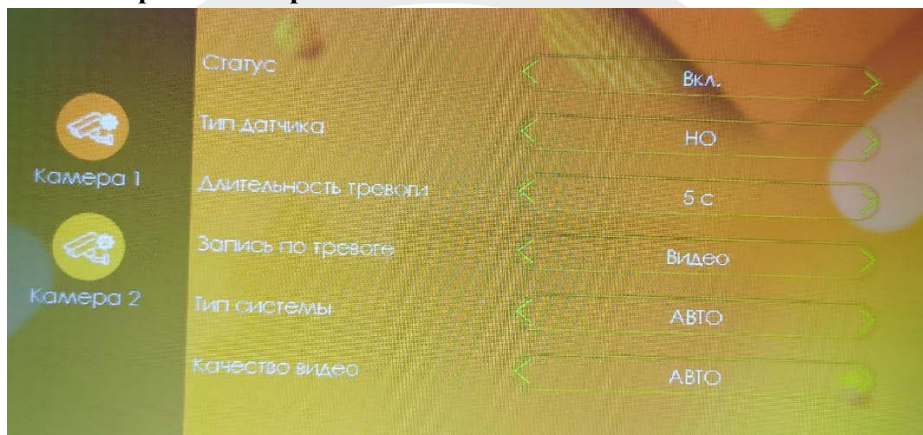 Статус
Вкл.
Тип датчика
НО
Камера 1
Длительность тревоги
5 с
Запись по тревоге
Видео
Камера 2
Тип системы
АВТО
Качество видео
АВТО